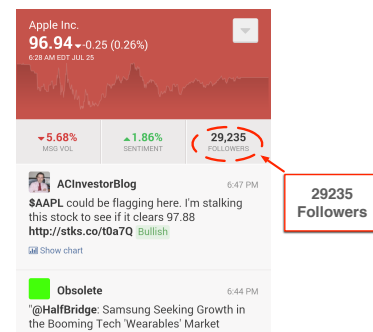 Apple Inc.
96.94 -0.25 (0.26%)
6:28 AM EDT JUL 25
5.68%
MSG VOL
1.86%
SENTIMENT
29,235
FOLLOWERS
29235
Followers
ACInvestorBlog 6:47 PM
$AAPL could be flagging here. I'm stalking
this stock to see if it clears 97.88
http://stks.co/t0a7Q Bullish
Show chart
Obsolete 6:44 PM
"@HalfBridge: Samsung Seeking Growth in
the Booming Tech 'Wearables' Market